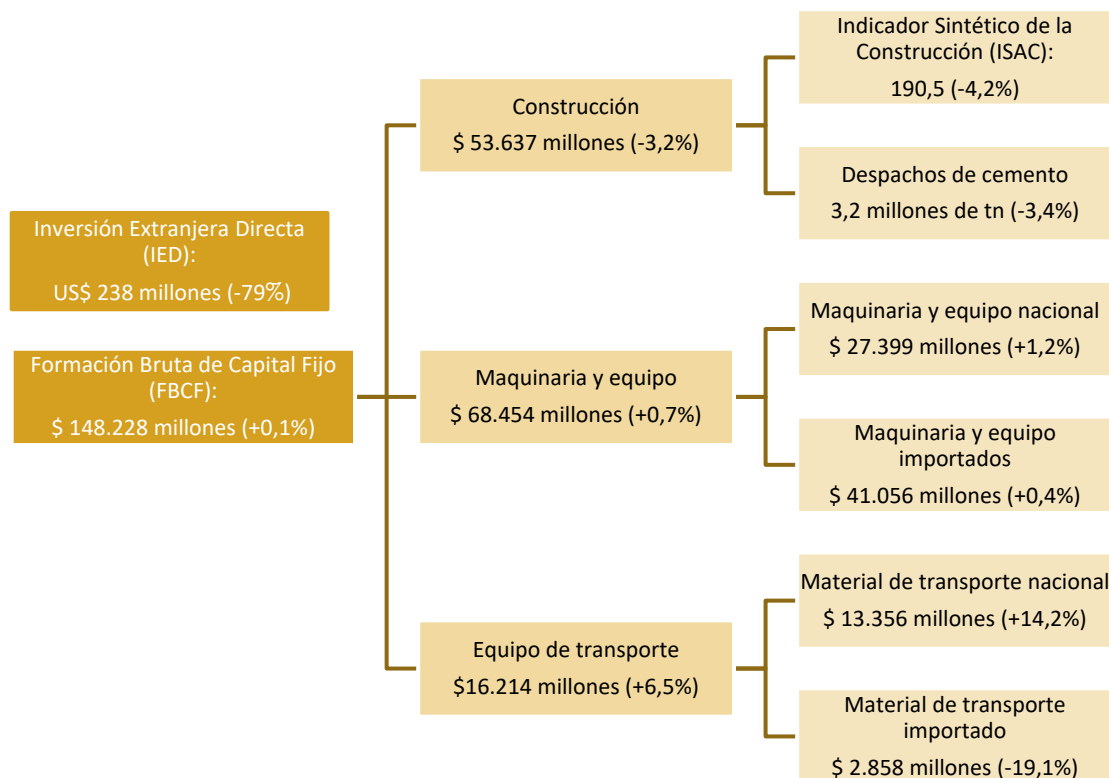 Inversión Extranjera Directa
(IED):
US$ 238 millones (-79%)
Formación Bruta de Capital Fijo
(FBCF):
$ 148.228 millones (+0,1%)
Construcción
$ 53.637 millones (-3,2%)
Indicador Sintético de la
Construcción (ISAC):
190,5 (-4,2%)
Despachos de cemento
3,2 millones de tn (-3,4%)
Maquinaria y equipo
$ 68.454 millones (+0,7%)
Maquinaria y equipo nacional
$ 27.399 millones (+1,2%)
Maquinaria y equipo
importados
$ 41.056 millones (+0,4%)
Equipo de transporte
$16.214 millones (+6,5%)
Material de transporte nacional
$ 13.356 millones (+14,2%)
Material de transporte
importado
$ 2.858 millones (-19,1%)